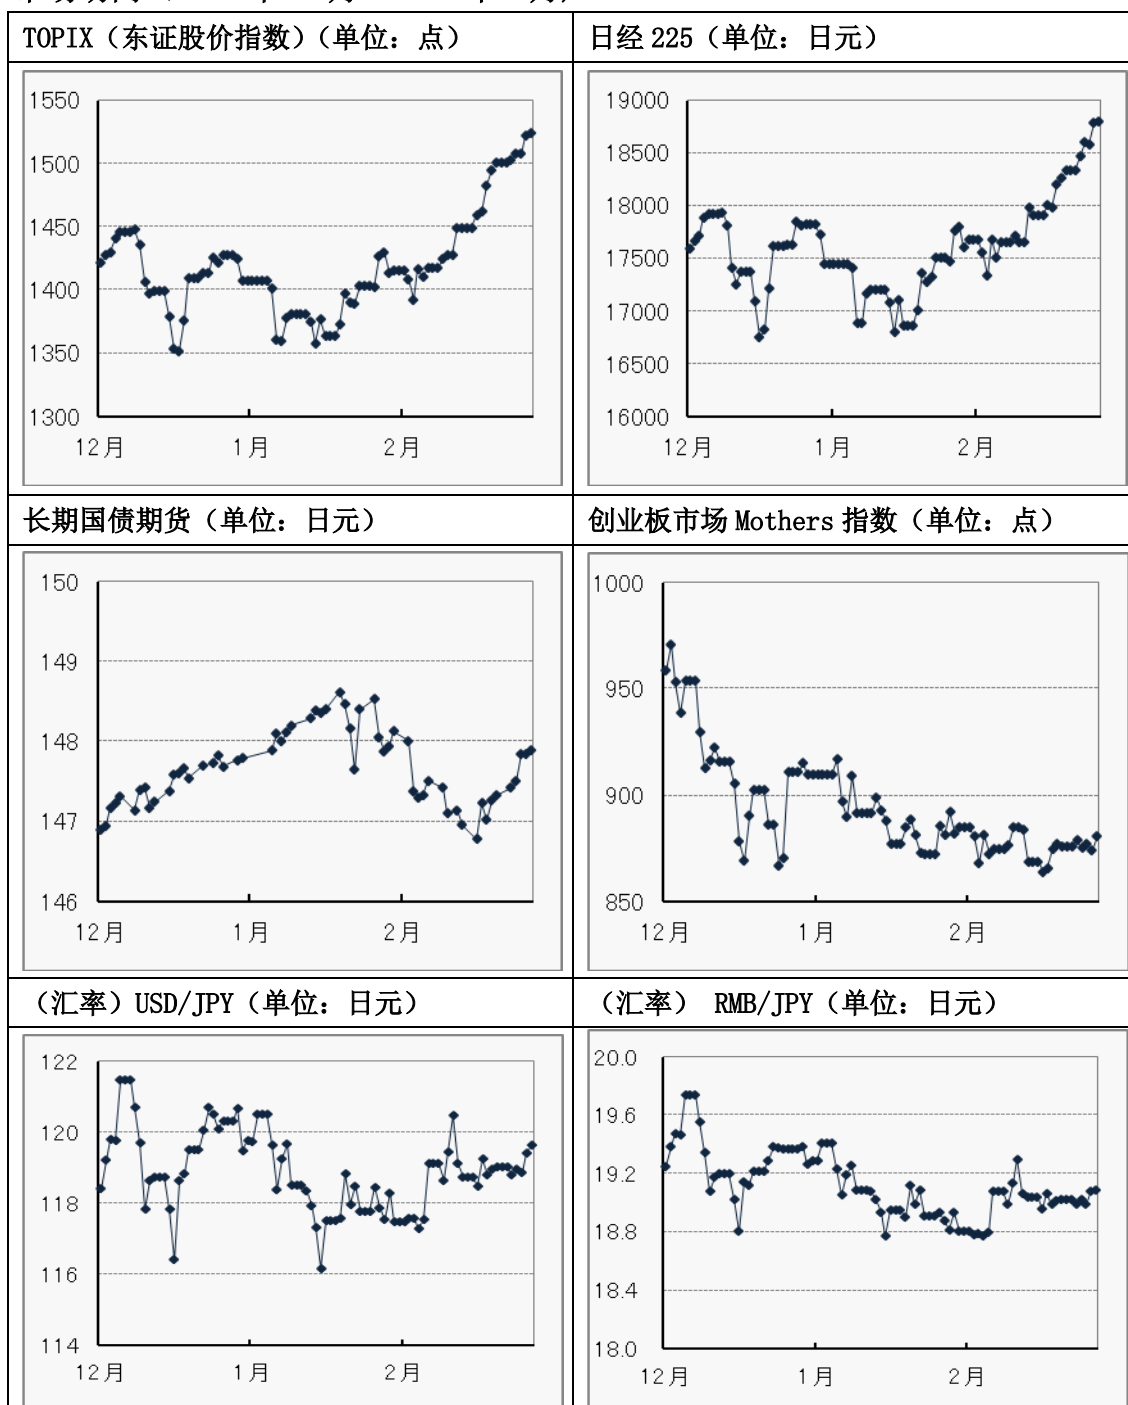 TOPIX（东证股价指数）（单位：点）
日经 225（单位：日元）
1550
1500
1450
1400
1350
1300
12月
1月
2月
19000
18500
18000
17500
17000
16500
16000
12月
1月
2月
长期国债期货（单位：日元）
创业板市场 Mothers 指数（单位：点）
150
149
148
147
146
12月
1月
2月
1000
950
900
850
12月
1月
2月
（汇率）USD/JPY（单位：日元）
（汇率） RMB/JPY（单位：日元）
122
120
118
116
114
12月
1月
2月
20.0
19.6
19.2
18.8
18.4
18.0
12月
1月
2月